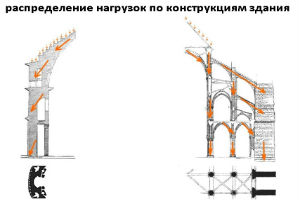 распределение нагрузок по конструкциям здания